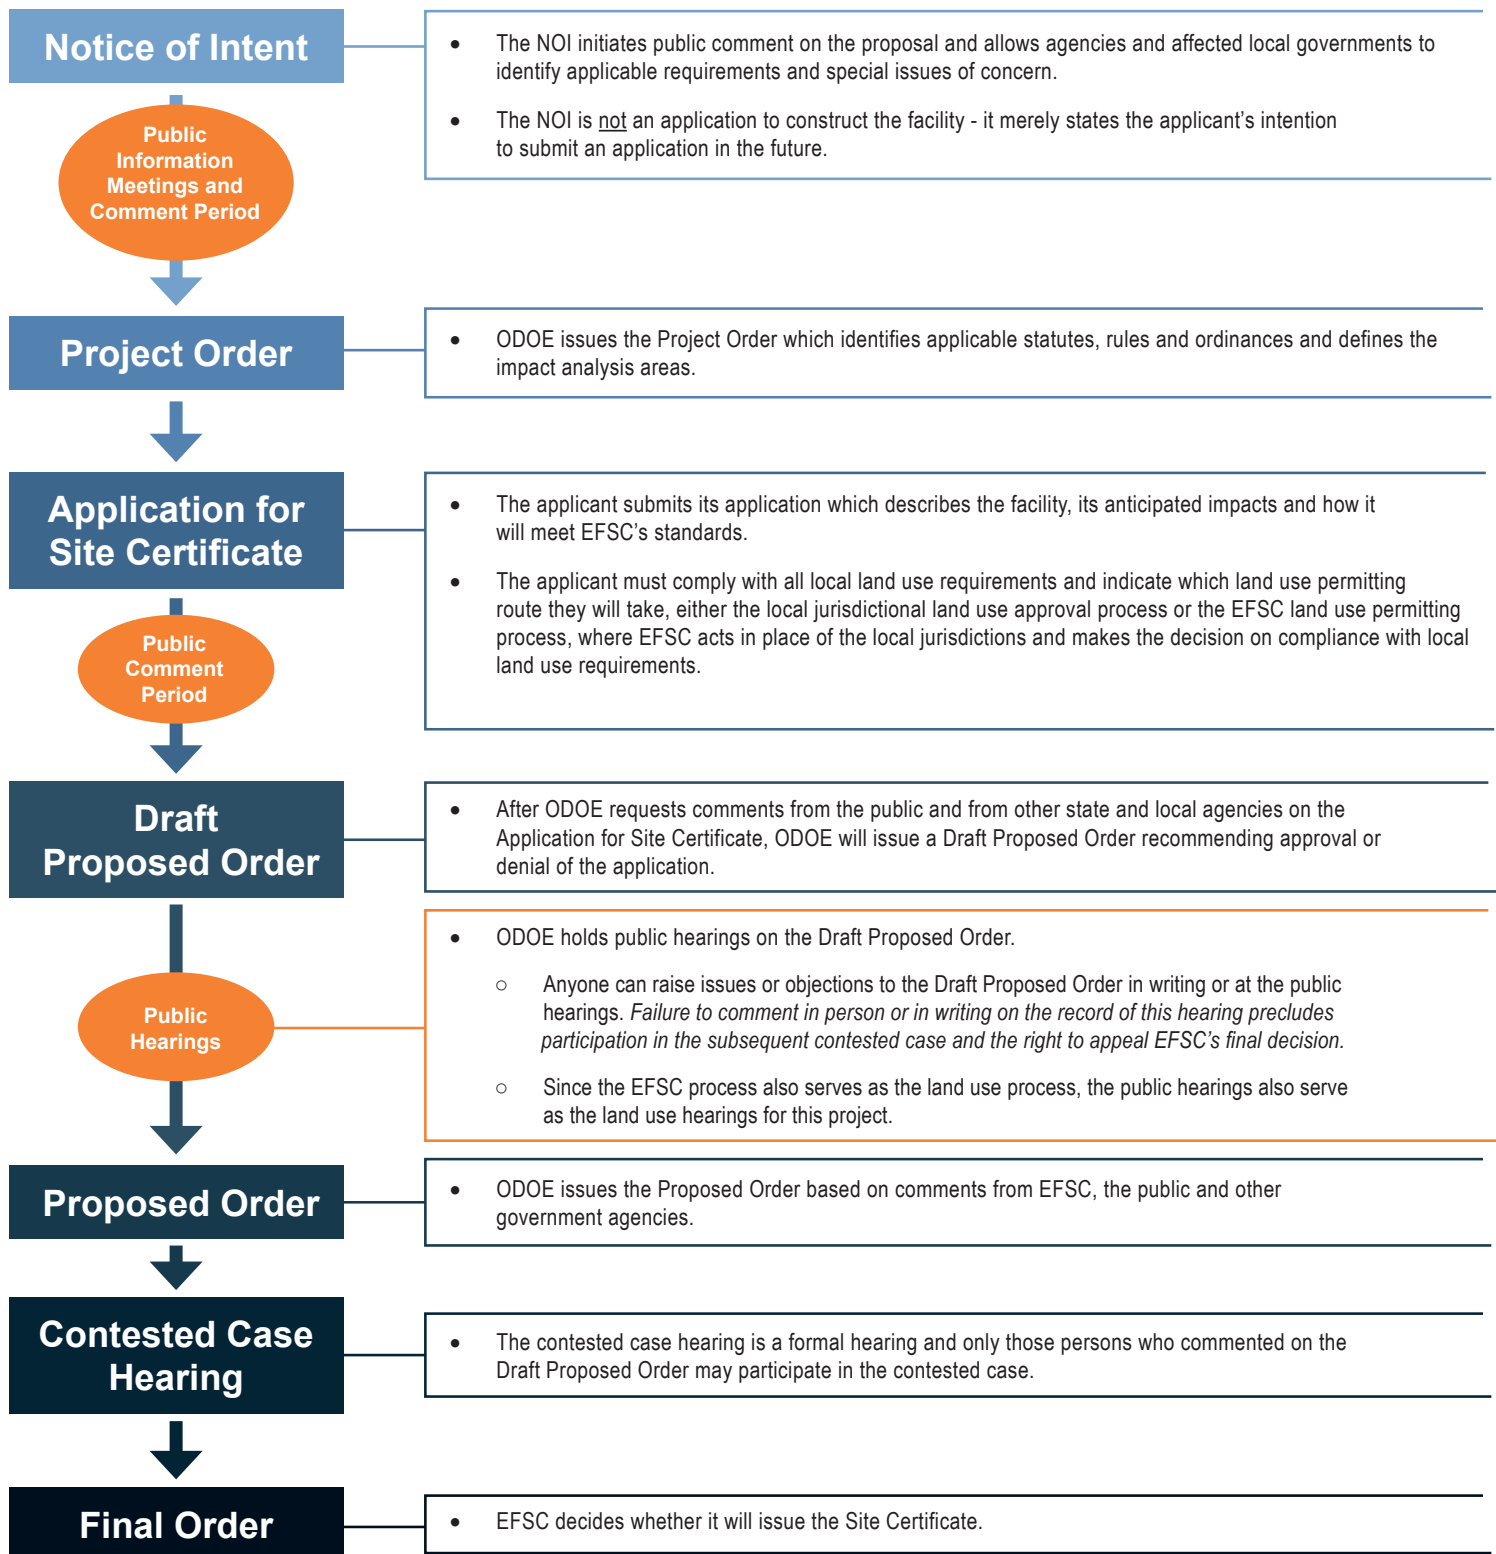 Notice of Intent
• The NOI initiates public comment on the proposal and allows agencies and affected local governments to
identify applicable requirements and special issues of concern.
• The NOI is not an application to construct the facility - it merely states the applicant’s intention
to submit an application in the future.
Public
Information
Meetings and
Comment Period
Project Order
• ODOE issues the Project Order which identifies applicable statutes, rules and ordinances and defines the
impact analysis areas.
Application for
Site Certificate
• The applicant submits its application which describes the facility, its anticipated impacts and how it
will meet EFSC’s standards.
• The applicant must comply with all local land use requirements and indicate which land use permitting
route they will take, either the local jurisdictional land use approval process or the EFSC land use permitting
process, where EFSC acts in place of the local jurisdictions and makes the decision on compliance with local
land use requirements.
Public
Comment
Period
Draft
Proposed Order
• After ODOE requests comments from the public and from other state and local agencies on the
Application for Site Certificate, ODOE will issue a Draft Proposed Order recommending approval or
denial of the application.
Public
Hearings
• ODOE holds public hearings on the Draft Proposed Order.
○ Anyone can raise issues or objections to the Draft Proposed Order in writing or at the public
hearings. Failure to comment in person or in writing on the record of this hearing precludes
participation in the subsequent contested case and the right to appeal EFSC’s final decision.
○ Since the EFSC process also serves as the land use process, the public hearings also serve
as the land use hearings for this project.
Proposed Order
• ODOE issues the Proposed Order based on comments from EFSC, the public and other
government agencies.
Contested Case
Hearing
• The contested case hearing is a formal hearing and only those persons who commented on the
Draft Proposed Order may participate in the contested case.
Final Order
• EFSC decides whether it will issue the Site Certificate.